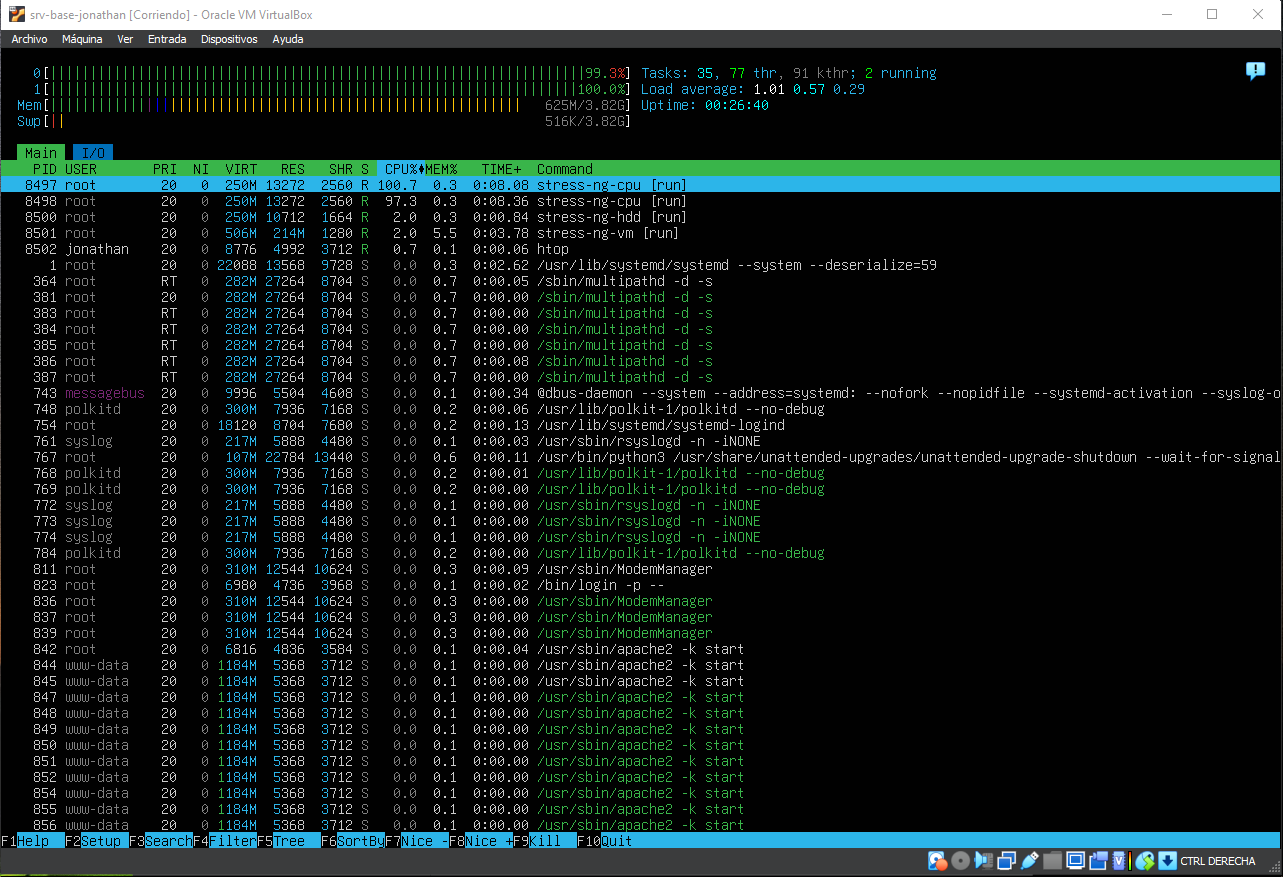 srv-base-jonathan [Corriendo] - Oracle VM VirtualBox
Archivo Máquina Ver Entrada Dispositivos Ayuda
0[||||||||||||||||||||||||||||||||||||||||||||||||||||||||||||||||||||99.3%] Tasks: 35, 77 thr, 91 kthr; 2 running
1[||||||||||||||||||||||||||||||||||||||||||||||||||||||||||||||||||||100.0%] Load average: 1.01 0.57 0.29
Mem[||||||||||||||||||||||||||||||||||||||||||||||||||||||||||| 625M/3.82G] Uptime: 00:26:40
Swp[|| 516K/3.82G]
Main I/O
PID USER PRI NI VIRT RES SHR S CPU% MEM% TIME+ Command
8497 root 20 0 250M 13272 2560 R 100.7 0.3 0:08.08 stress-ng-cpu [run]
8498 root 20 0 250M 13272 2560 R 97.3 0.3 0:08.36 stress-ng-cpu [run]
8500 root 20 0 250M 10712 1664 R 2.0 0.3 0:00.84 stress-ng-hdd [run]
8501 root 20 0 506M 214M 1280 R 2.0 5.5 0:03.78 stress-ng-vm [run]
8502 jonathan 20 0 8776 4992 3712 R 0.7 0.1 0:00.06 htop
1 root 20 0 22088 13568 9728 S 0.0 0.3 0:02.62 /usr/lib/systemd/systemd --system --deserialize=59
364 root RT 0 282M 27264 8704 S 0.0 0.7 0:00.05 /sbin/multipathd -d -s
381 root 20 0 282M 27264 8704 S 0.0 0.7 0:00.00 /sbin/multipathd -d -s
383 root RT 0 282M 27264 8704 S 0.0 0.7 0:00.00 /sbin/multipathd -d -s
384 root RT 0 282M 27264 8704 S 0.0 0.7 0:00.00 /sbin/multipathd -d -s
385 root RT 0 282M 27264 8704 S 0.0 0.7 0:00.00 /sbin/multipathd -d -s
386 root RT 0 282M 27264 8704 S 0.0 0.7 0:00.08 /sbin/multipathd -d -s
387 root RT 0 282M 27264 8704 S 0.0 0.7 0:00.00 /sbin/multipathd -d -s
743 messagebus 20 0 9996 5504 4608 S 0.0 0.1 0:00.34 @dbus-daemon --system --address=systemd: --nofork --nopidfile --systemd-activation --syslog-o
748 polkitd 20 0 300M 7936 7168 S 0.0 0.2 0:00.06 /usr/lib/polkit-1/polkitd --no-debug
754 root 20 0 18120 8704 7680 S 0.0 0.2 0:00.13 /usr/lib/systemd/systemd-logind
761 syslog 20 0 217M 5888 4480 S 0.0 0.1 0:00.03 /usr/sbin/rsyslogd -n -iNONE
767 root 20 0 107M 22784 13440 S 0.0 0.6 0:00.11 /usr/bin/python3 /usr/share/unattended-upgrades/unattended-upgrade-shutdown --wait-for-signal
768 polkitd 20 0 300M 7936 7168 S 0.0 0.2 0:00.01 /usr/lib/polkit-1/polkitd --no-debug
769 polkitd 20 0 300M 7936 7168 S 0.0 0.2 0:00.00 /usr/lib/polkit-1/polkitd --no-debug
772 syslog 20 0 217M 5888 4480 S 0.0 0.1 0:00.00 /usr/sbin/rsyslogd -n -iNONE
773 syslog 20 0 217M 5888 4480 S 0.0 0.1 0:00.00 /usr/sbin/rsyslogd -n -iNONE
774 syslog 20 0 217M 5888 4480 S 0.0 0.1 0:00.00 /usr/sbin/rsyslogd -n -iNONE
784 polkitd 20 0 300M 7936 7168 S 0.0 0.2 0:00.00 /usr/lib/polkit-1/polkitd --no-debug
811 root 20 0 310M 12544 10624 S 0.0 0.3 0:00.09 /usr/sbin/ModemManager
823 root 20 0 6980 4736 3968 S 0.0 0.1 0:00.02 /bin/login -p --
836 root 20 0 310M 12544 10624 S 0.0 0.3 0:00.00 /usr/sbin/ModemManager
837 root 20 0 310M 12544 10624 S 0.0 0.3 0:00.00 /usr/sbin/ModemManager
839 root 20 0 310M 12544 10624 S 0.0 0.3 0:00.00 /usr/sbin/ModemManager
842 root 20 0 6816 4836 3584 S 0.0 0.1 0:00.04 /usr/sbin/apache2 -k start
844 www-data 20 0 1184M 5368 3712 S 0.0 0.1 0:00.00 /usr/sbin/apache2 -k start
845 www-data 20 0 1184M 5368 3712 S 0.0 0.1 0:00.00 /usr/sbin/apache2 -k start
847 www-data 20 0 1184M 5368 3712 S 0.0 0.1 0:00.00 /usr/sbin/apache2 -k start
848 www-data 20 0 1184M 5368 3712 S 0.0 0.1 0:00.00 /usr/sbin/apache2 -k start
849 www-data 20 0 1184M 5368 3712 S 0.0 0.1 0:00.00 /usr/sbin/apache2 -k start
850 www-data 20 0 1184M 5368 3712 S 0.0 0.1 0:00.00 /usr/sbin/apache2 -k start
851 www-data 20 0 1184M 5368 3712 S 0.0 0.1 0:00.00 /usr/sbin/apache2 -k start
852 www-data 20 0 1184M 5368 3712 S 0.0 0.1 0:00.00 /usr/sbin/apache2 -k start
854 www-data 20 0 1184M 5368 3712 S 0.0 0.1 0:00.00 /usr/sbin/apache2 -k start
855 www-data 20 0 1184M 5368 3712 S 0.0 0.1 0:00.00 /usr/sbin/apache2 -k start
856 www-data 20 0 1184M 5368 3712 S 0.0 0.1 0:00.00 /usr/sbin/apache2 -k start
F1Help F2Setup F3SearchF4FilterF5Tree F6SortByF7Nice -F8Nice +F9Kill F10Quit
CTRL DERECHA